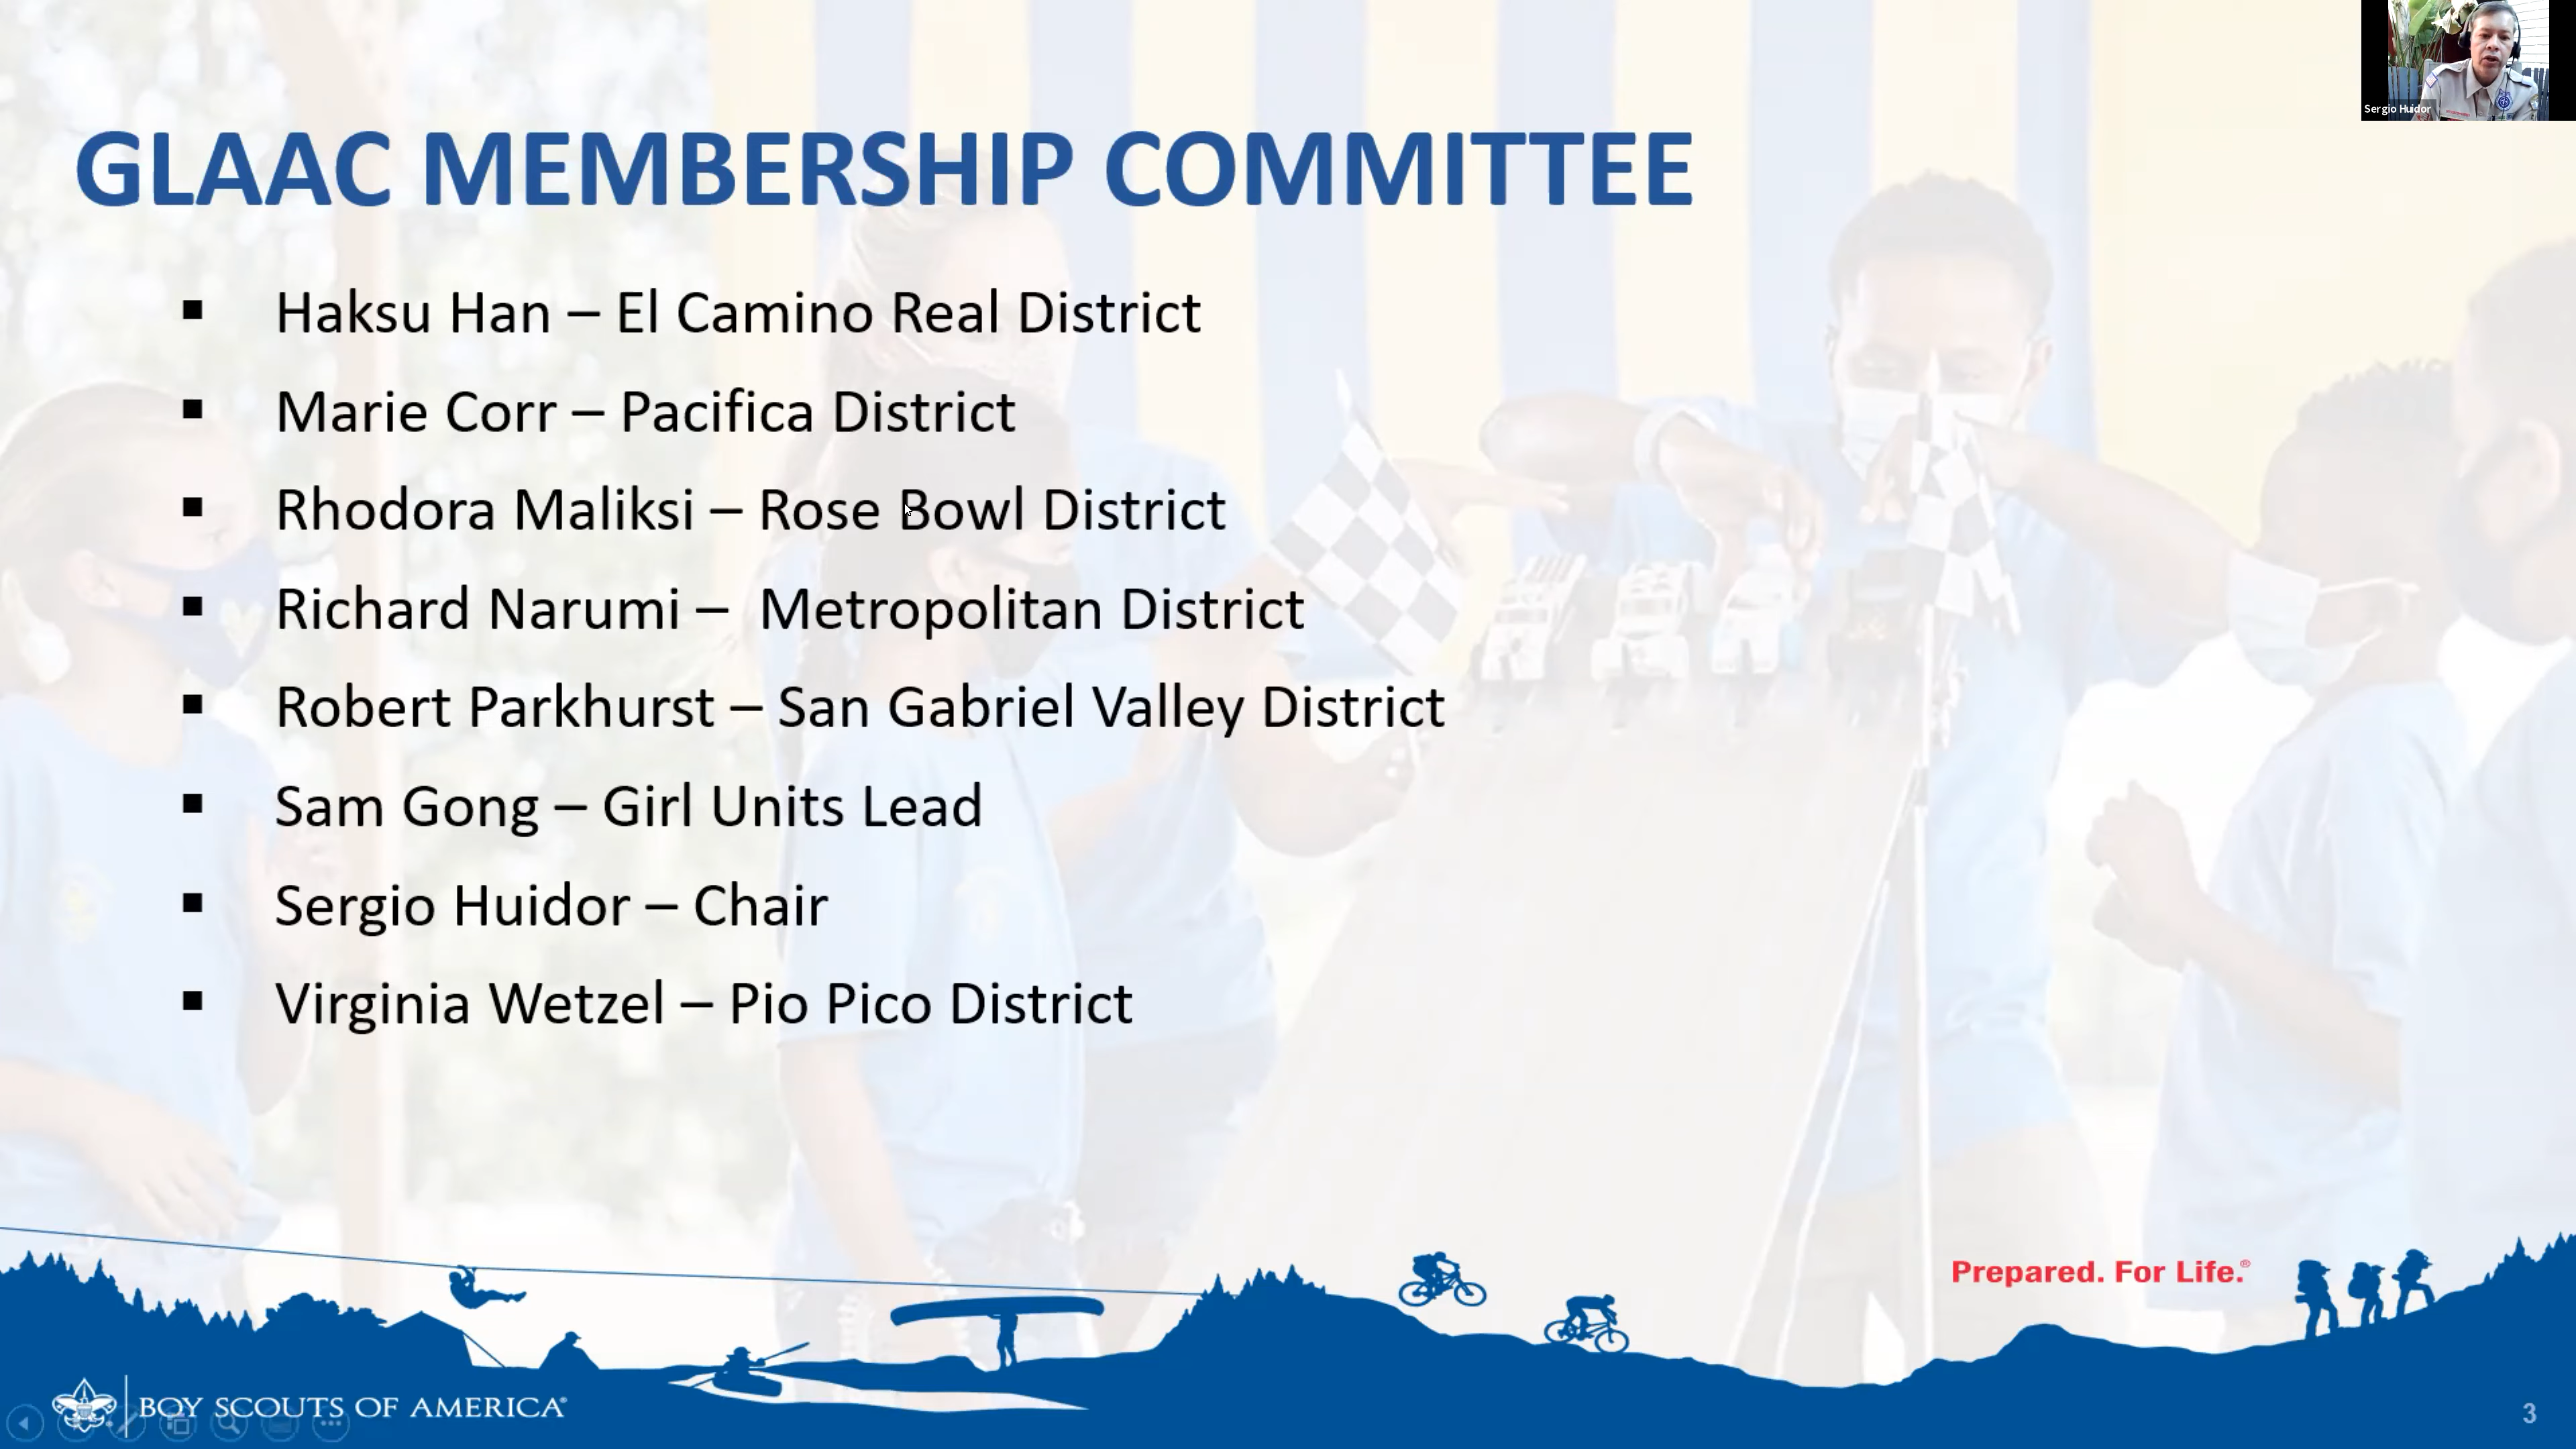 Sergio Huidor
GLAAC MEMBERSHIP COMMITTEE
▪ Haksu Han – El Camino Real District
▪ Marie Corr – Pacifica District
▪ Rhodora Maliksi – Rose Bowl District
▪ Richard Narumi –  Metropolitan District
▪ Robert Parkhurst – San Gabriel Valley District
▪ Sam Gong – Girl Units Lead
▪ Sergio Huidor – Chair
▪ Virginia Wetzel – Pio Pico District
Prepared. For Life.®
BOY SCOUTS OF AMERICA®
3